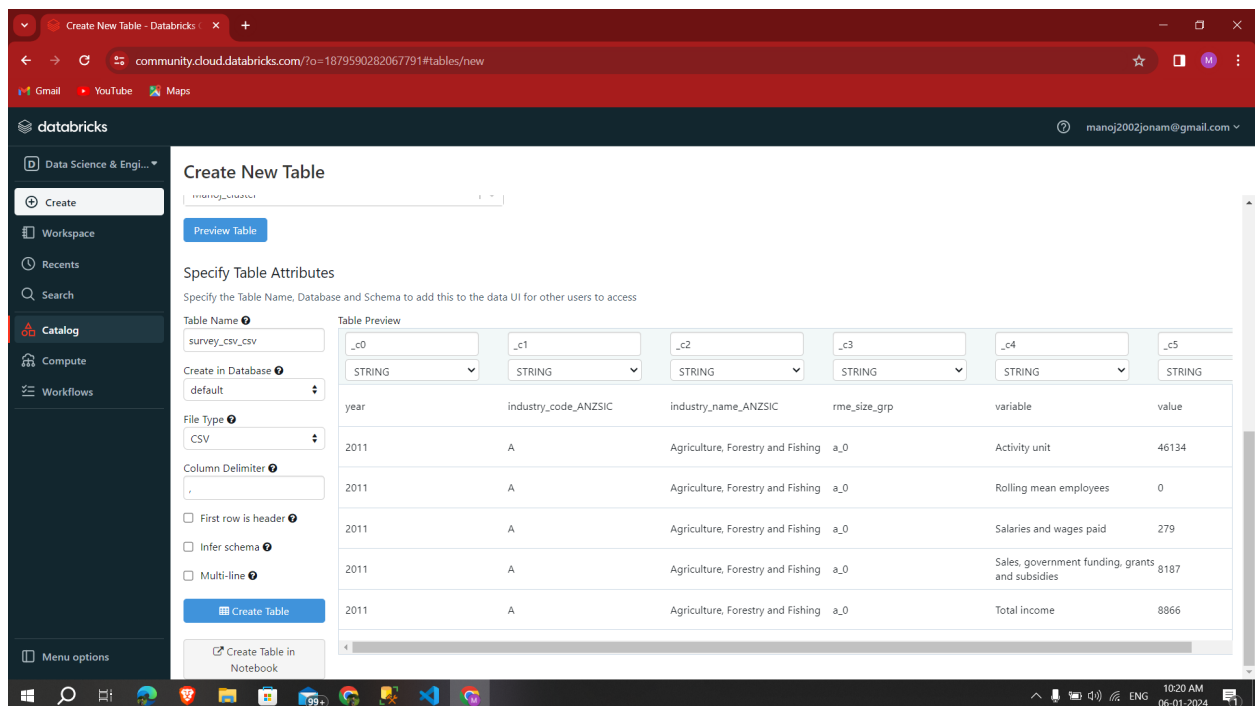 Create New Table - Databricks
community.cloud.databricks.com/?o=1879590282067791#tables/new
M
Gmail
YouTube
Maps
databricks
manoj2002jonam@gmail.com
D Data Science & Engi...
Create New Table
Create
manoj_cluster
Workspace
Preview Table
Recents
Specify Table Attributes
Search
Specify the Table Name, Database and Schema to add this to the data UI for other users to access
Catalog
Compute
Workflows
Table Name
survey_csv_csv
Create in Database
default
File Type
CSV
Column Delimiter
,
First row is header
Infer schema
Multi-line
Create Table
Create Table in
Notebook
Table Preview
_c0 _c1 _c2 _c3 _c4 _c5
STRING STRING STRING STRING STRING STRING
year industry_code_ANZSIC industry_name_ANZSIC rme_size_grp variable value
2011 A Agriculture, Forestry and Fishing a_0 Activity unit 46134
2011 A Agriculture, Forestry and Fishing a_0 Rolling mean employees 0
2011 A Agriculture, Forestry and Fishing a_0 Salaries and wages paid 279
2011 A Agriculture, Forestry and Fishing a_0 Sales, government funding, grants
and subsidies 8187
2011 A Agriculture, Forestry and Fishing a_0 Total income 8866
Menu options
99+
ENG
10:20 AM
06-01-2024
1